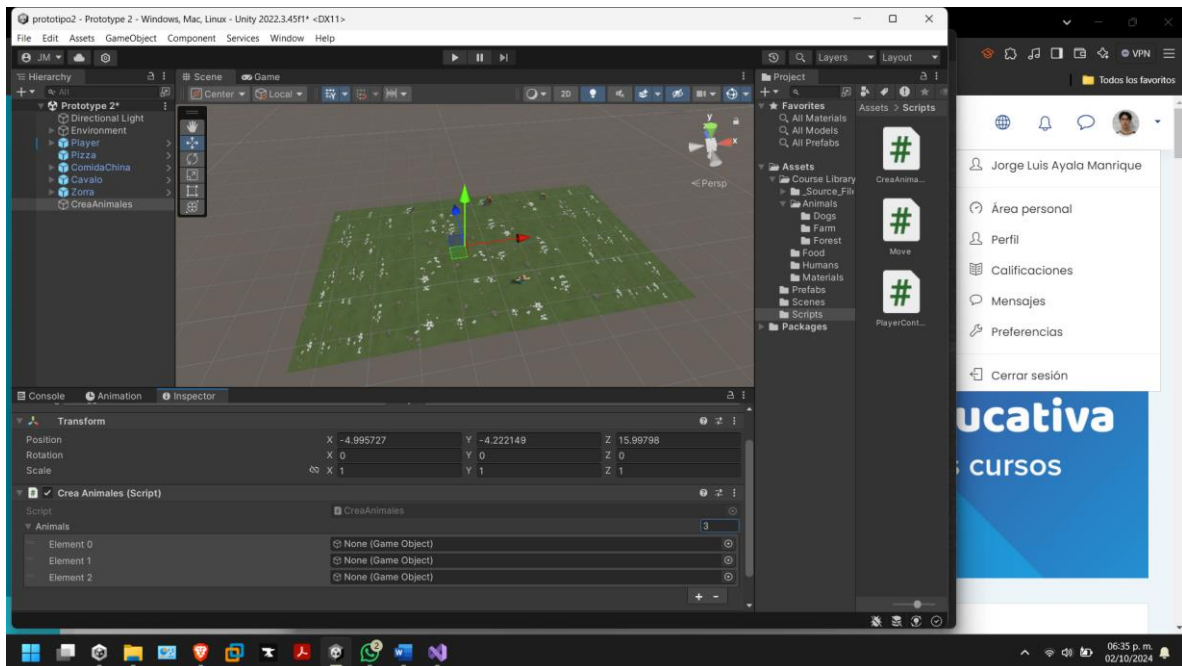 prototipo2 - Prototype 2 - Windows, Mac, Linux - Unity 2022.3.45f1* <DX11>
File Edit Assets GameObject Component Services Window Help
JM
Layers
Layout
Hierarchy
All
Prototype 2*
Directional Light
Environment
Player
Pizza
ComidaChina
Cavalo
Zorra
CreaAnimales
Scene
Game
Center
Local
2D
y
x
Persp
Project
Favorites
All Materials
All Models
All Prefabs
Assets
Course Library
_Source_File
Animals
Dogs
Farm
Forest
Food
Humans
Materials
Prefabs
Scenes
Scripts
Packages
Assets > Scripts
CreaAnima...
Move
PlayerCont...
Console
Animation
Inspector
Transform
Position X -4.995727 Y -4.222149 Z 15.99798
Rotation X 0 Y 0 Z 0
Scale X 1 Y 1 Z 1
Crea Animales (Script)
Script CreaAnimales
Animals 3
Element 0 None (Game Object)
Element 1 None (Game Object)
Element 2 None (Game Object)
VPN
Todos los favoritos
Jorge Luis Ayala Manrique
Área personal
Perfil
Calificaciones
Mensajes
Preferencias
Cerrar sesión
ucativa
cursos
2
06:35 p. m.
02/10/2024